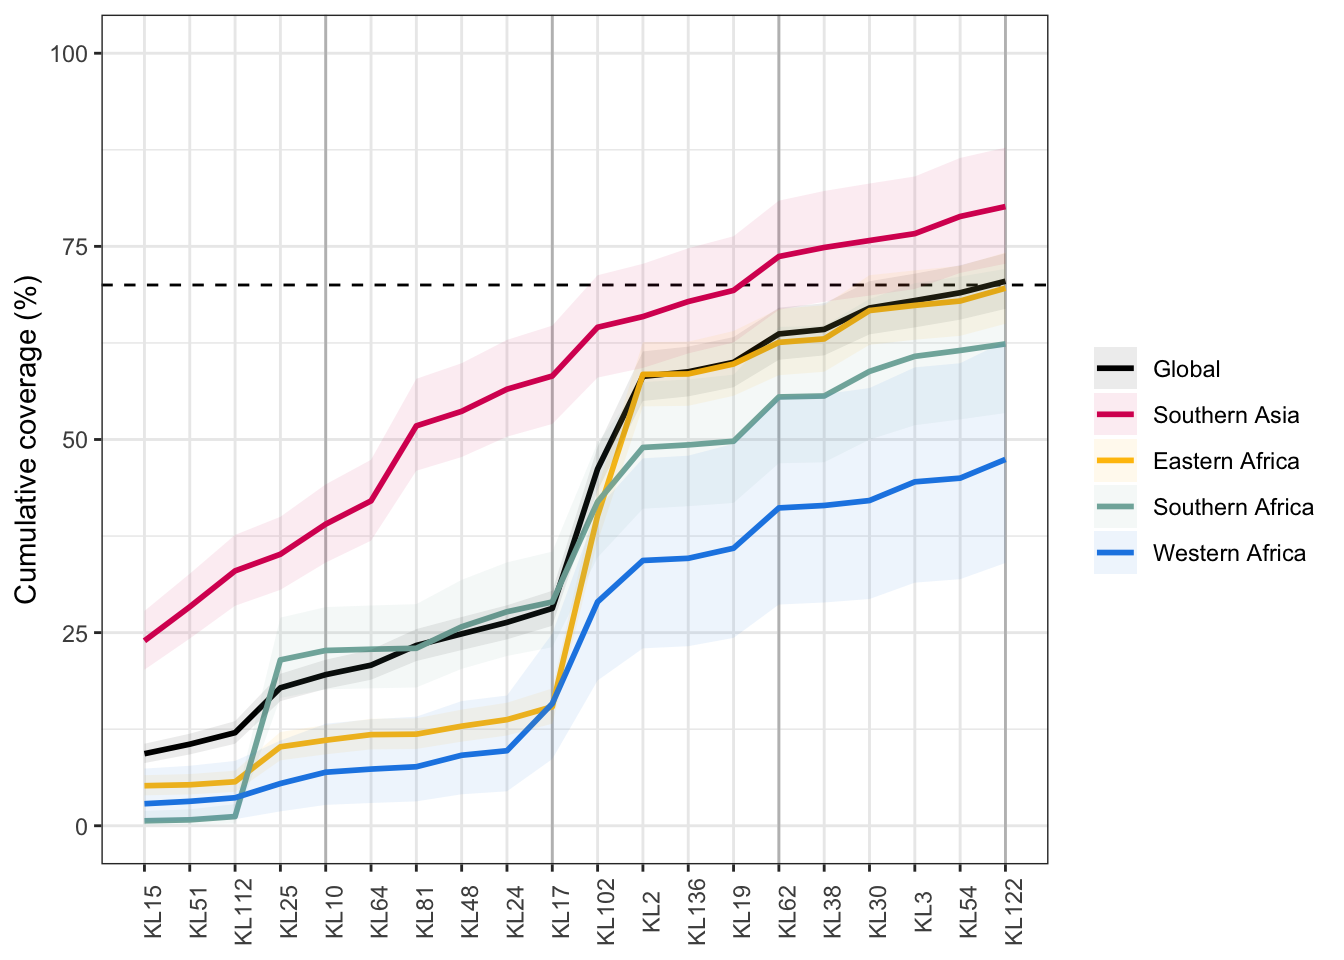 Cumulative coverage (%)
100
75
50
25
0
KL15
KL51
KL112
KL25
KL10
KL64
KL81
KL48
KL24
KL17
KL102
KL2
KL136
KL19
KL62
KL38
KL30
KL3
KL54
KL122
Global
Southern Asia
Eastern Africa
Southern Africa
Western Africa